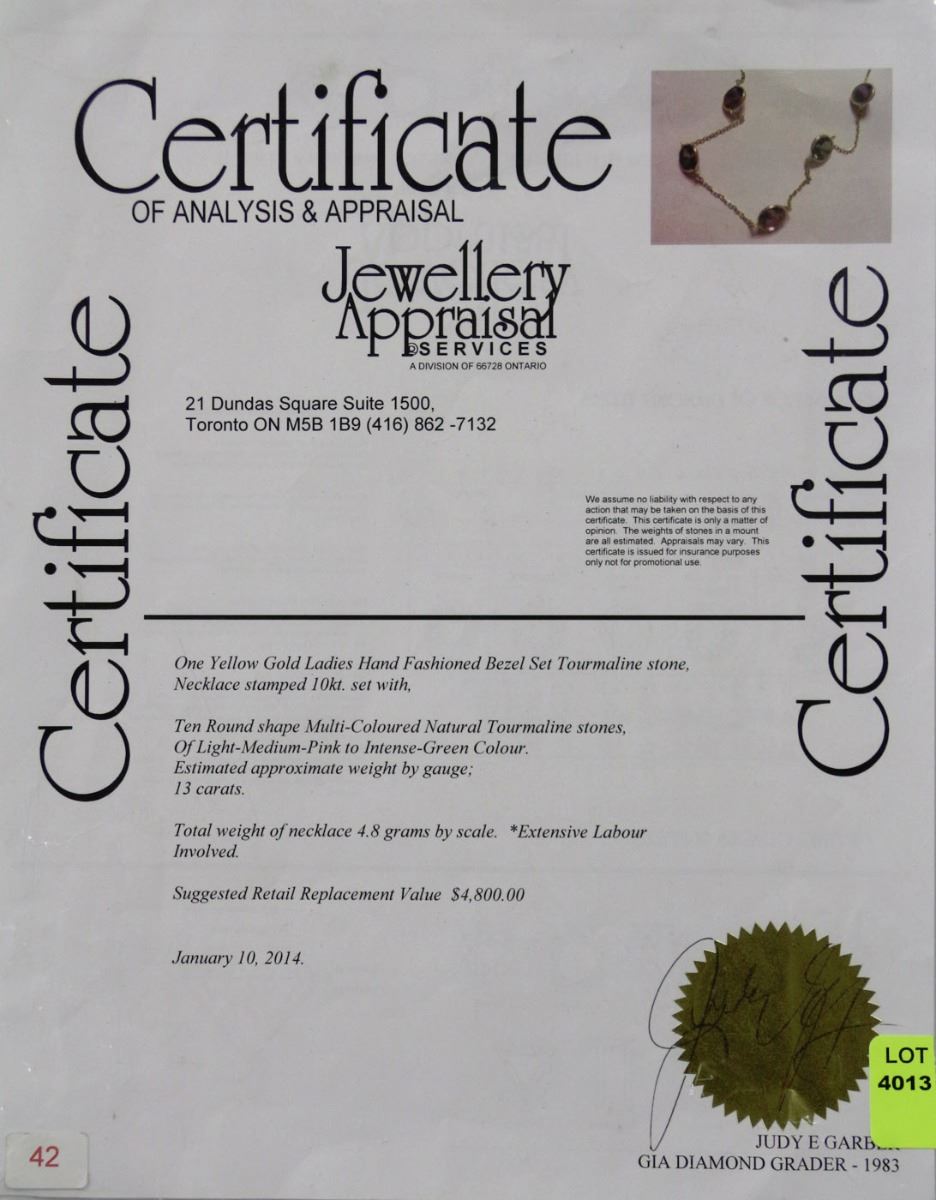 Certificate
OF ANALYSIS & APPRAISAL
Jewellery
Appraisal
©SERVICES
A DIVISION OF 66728 ONTARIO
Certificate
Certificate
21 Dundas Square Suite 1500,
Toronto ON M5B 1B9 (416) 862 -7132
We assume no liability with respect to any
action that may be taken on the basis of this
certificate. This certificate is only a matter of
opinion. The weights of stones in a mount
are all estimated. Appraisals may vary. This
certificate is issued for insurance purposes
only not for promotional use.
One Yellow Gold Ladies Hand Fashioned Bezel Set Tourmaline stone,
Necklace stamped 10kt. set with,
Ten Round shape Multi-Coloured Natural Tourmaline stones,
Of Light-Medium-Pink to Intense-Green Colour.
Estimated approximate weight by gauge;
13 carats.
Total weight of necklace 4.8 grams by scale. *Extensive Labour
Involved.
Suggested Retail Replacement Value $4,800.00
January 10, 2014.
LOT
4013
JUDY E
GIA DIAMOND GRADER - 1983
42